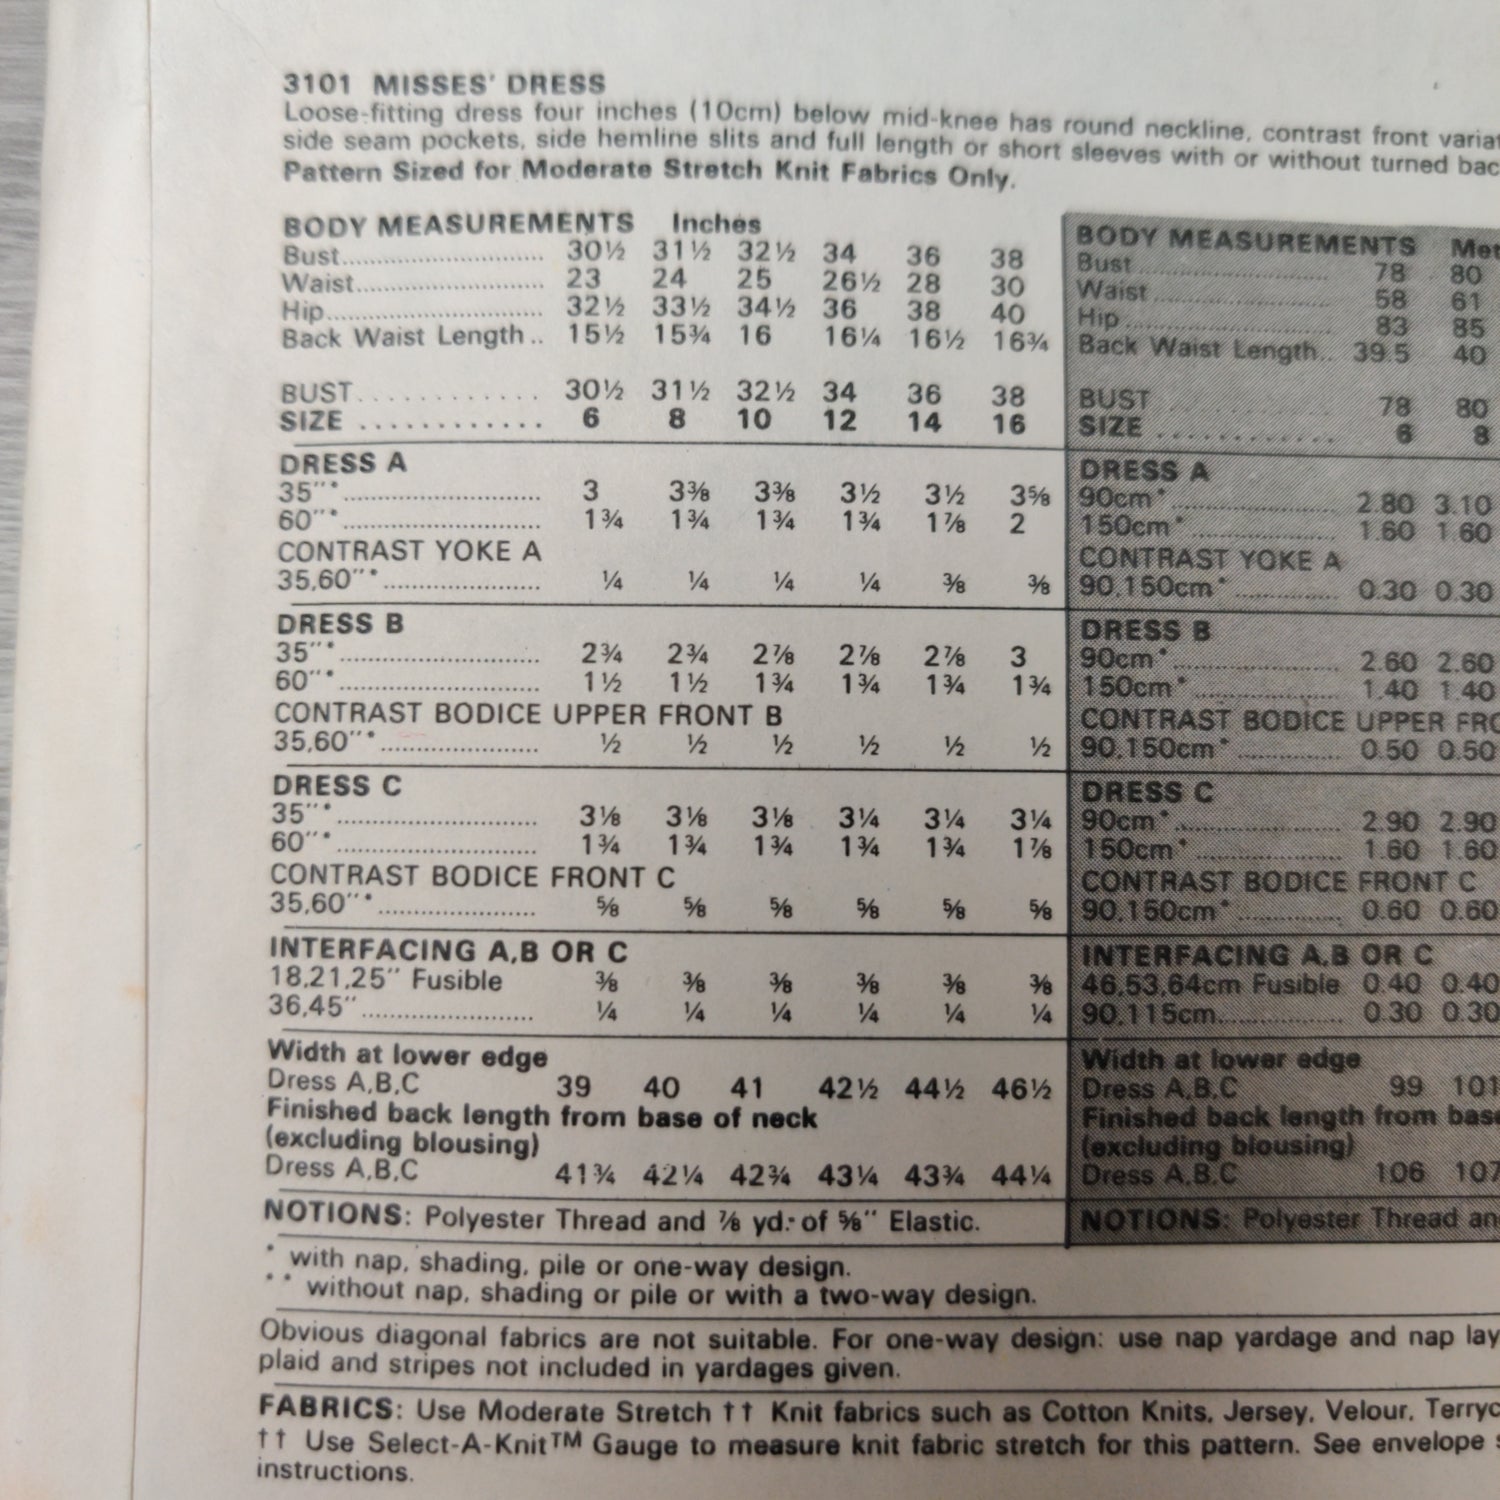 3101 MISSES' DRESS
Loose-fitting dress four inches (10cm) below mid-knee has round neckline, contrast front
side seam pockets, side hemline slits and full length or short sleeves with or without turned
Pattern Sized for Moderate Stretch Knit Fabrics Only.
BODY MEASUREMENTS Inches
Bust.............................. 30½ 31½ 32½ 34 36 38
Waist............................ 23 24 25 26½ 28 30
Hip................................ 32½ 33½ 34½ 36 38 40
Back Waist Length .. 15½ 15¾ 16 16¼ 16½ 16¾
BUST............ 30½ 31½ 32½ 34 36 38
SIZE ............ 6 8 10 12 14 16
DRESS A
35"*............................ 3 3⅜ 3⅜ 3½ 3½ 3⅝
60"*............................ 1¾ 1¾ 1¾ 1¾ 1⅞ 2
CONTRAST YOKE A
35,60"*...................... ¼ ¼ ¼ ¼ ⅜ ⅜
DRESS B
35"*............................ 2¾ 2¾ 2⅞ 2⅞ 2⅞ 3
60"*............................ 1½ 1½ 1¾ 1¾ 1¾ 1¾
CONTRAST BODICE UPPER FRONT B
35,60"*...................... ½ ½ ½ ½ ½ ½
DRESS C
35"*............................ 3⅛ 3⅛ 3⅛ 3¼ 3¼ 3¼
60"*............................ 1¾ 1¾ 1¾ 1¾ 1¾ 1⅞
CONTRAST BODICE FRONT C
35,60"*...................... ⅝ ⅝ ⅝ ⅝ ⅝ ⅝
INTERFACING A,B OR C
18,21,25" Fusible ⅜ ⅜ ⅜ ⅜ ⅜ ⅜
36,45" ........................ ¼ ¼ ¼ ¼ ¼ ¼
Width at lower edge
Dress A,B,C 39 40 41 42½ 44½ 46½
Finished back length from base of neck
(excluding blousing)
Dress A,B,C 41¾ 42¼ 42¾ 43¼ 43¾ 44¼
NOTIONS: Polyester Thread and ⅞ yd. of ⅝" Elastic.
BODY MEASUREMENTS Met
Bust ........................ 78 80
Waist ...................... 58 61
Hip .......................... 83 85
Back Waist Length.. 39.5 40
BUST ............ 78 80
SIZE ............ 6 8
DRESS A
90cm*...................... 2.80 3.10
150cm*.................... 1.60 1.60
CONTRAST YOKE A
90,150cm* .............. 0.30 0.30
DRESS B
90cm*...................... 2.60 2.60
150cm*.................... 1.40 1.40
CONTRAST BODICE UPPER FRO
90,150cm* .............. 0.50 0.50
DRESS C
90cm*...................... 2.90 2.90
150cm*.................... 1.60 1.60
CONTRAST BODICE FRONT C
90,150cm*.............. 0.60 0.60
INTERFACING A,B OR C
46,53,64cm Fusible 0.40 0.40
90,115cm.................. 0.30 0.30
Width at lower edge
Dress A,B,C 99 101
Finished back length from base
(excluding blousing)
Dress A,B,C 106 107
NOTIONS: Polyester Thread an
* with nap, shading, pile or one-way design.
** without nap, shading or pile or with a two-way design.
Obvious diagonal fabrics are not suitable. For one-way design: use nap yardage and nap lay
plaid and stripes not included in yardages given.
FABRICS: Use Moderate Stretch †† Knit fabrics such as Cotton Knits, Jersey, Velour, Terryc
†† Use Select-A-Knit™ Gauge to measure knit fabric stretch for this pattern. See envelope
instructions.